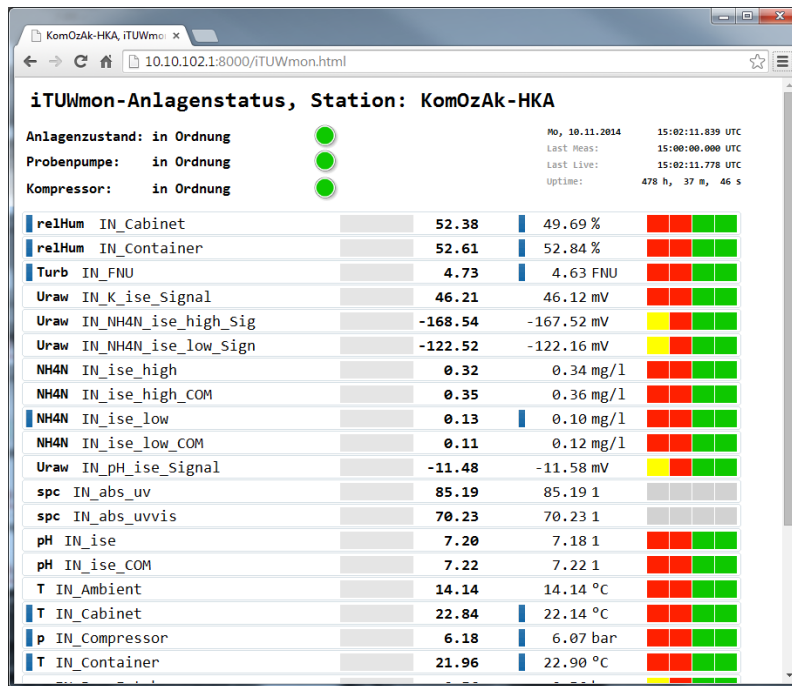 KomOzAk-HKA, iTUWmo
10.10.102.1:8000/iTUWmon.html
iTUWmon-Anlagenstatus, Station: KomOzAk-HKA
Anlagenzustand: in Ordnung
Probenpumpe: in Ordnung
Kompressor: in Ordnung
Mo, 10.11.2014 15:02:11.839 UTC
Last Meas: 15:00:00.000 UTC
Last Live: 15:02:11.778 UTC
Uptime: 478 h, 37 m, 46 s
relHum IN_Cabinet 52.38 49.69 %
relHum IN_Container 52.61 52.84 %
Turb IN_FNU 4.73 4.63 FNU
Uraw IN_K_ise_Signal 46.21 46.12 mV
Uraw IN_NH4N_ise_high_Sig -168.54 -167.52 mV
Uraw IN_NH4N_ise_low_Sign -122.52 -122.16 mV
NH4N IN_ise_high 0.32 0.34 mg/l
NH4N IN_ise_high_COM 0.35 0.36 mg/l
NH4N IN_ise_low 0.13 0.10 mg/l
NH4N IN_ise_low_COM 0.11 0.12 mg/l
Uraw IN_pH_ise_Signal -11.48 -11.58 mV
spc IN_abs_uv 85.19 85.19 1
spc IN_abs_uvvis 70.23 70.23 1
pH IN_ise 7.20 7.18 1
pH IN_ise_COM 7.22 7.22 1
T IN_Ambient 14.14 14.14 °C
T IN_Cabinet 22.84 22.14 °C
p IN_Compressor 6.18 6.07 bar
T IN_Container 21.96 22.90 °C